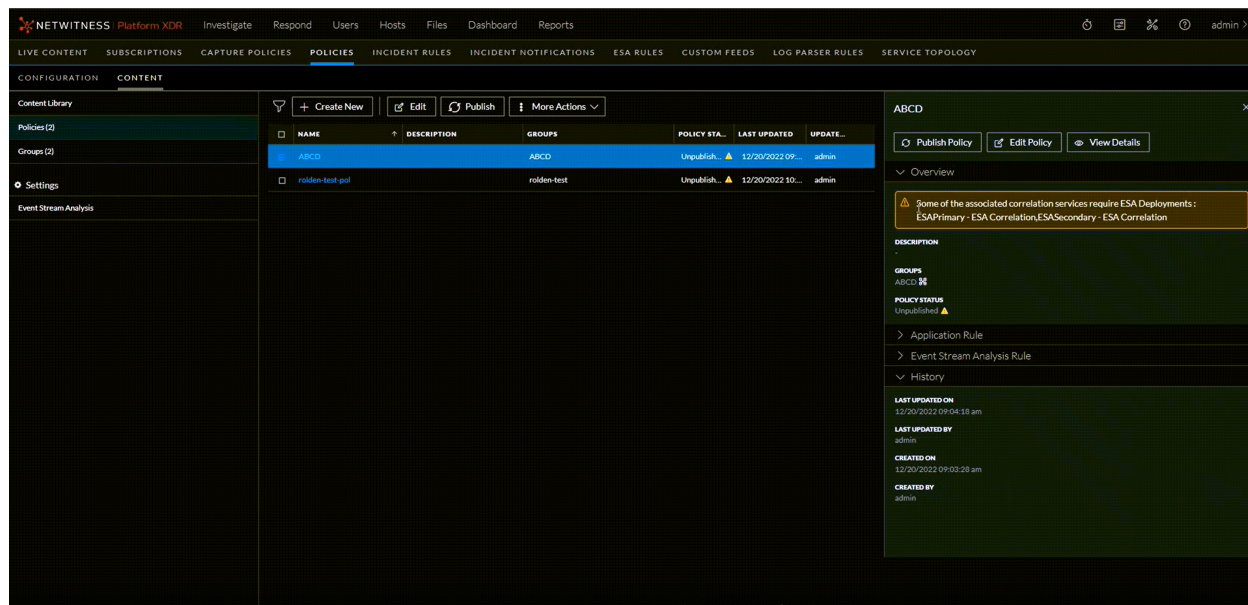 NETWITNESS Platform XDR Investigate Respond Users Hosts Files Dashboard Reports admin >
LIVE CONTENT SUBSCRIPTIONS CAPTURE POLICIES POLICIES INCIDENT RULES INCIDENT NOTIFICATIONS ESA RULES CUSTOM FEEDS LOG PARSER RULES SERVICE TOPOLOGY
CONFIGURATION CONTENT
Content Library
Policies (2)
Groups (2)
Settings
Event Stream Analysis
+ Create New Edit Publish More Actions
NAME ↑ DESCRIPTION GROUPS POLICY STA... LAST UPDATED UPDATE...
ABCD ABCD Unpublish... 12/20/2022 09:... admin
rolden-test-pol rolden-test Unpublish... 12/20/2022 10:... admin
ABCD
Publish Policy Edit Policy View Details
Overview
Some of the associated correlation services require ESA Deployments :
ESAPrimary - ESA Correlation,ESASecondary - ESA Correlation
DESCRIPTION
-
GROUPS
ABCD
POLICY STATUS
Unpublished
Application Rule
Event Stream Analysis Rule
History
LAST UPDATED ON
12/20/2022 09:04:18 am
LAST UPDATED BY
admin
CREATED ON
12/20/2022 09:03:28 am
CREATED BY
admin